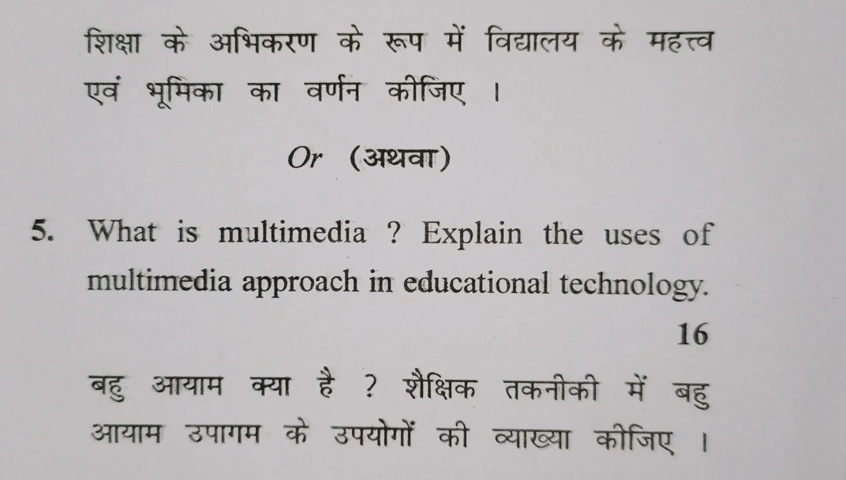 शिक्षा के अभिकरण के रूप में विद्यालय के महत्त्व
एवं भूमिका का वर्णन कीजिए ।
Or (अथवा)
5. What is multimedia ? Explain the uses of
multimedia approach in educational technology.
16
बहु आयाम क्या है ? शैक्षिक तकनीकी में बहु
आयाम उपागम के उपयोगों की व्याख्या कीजिए ।